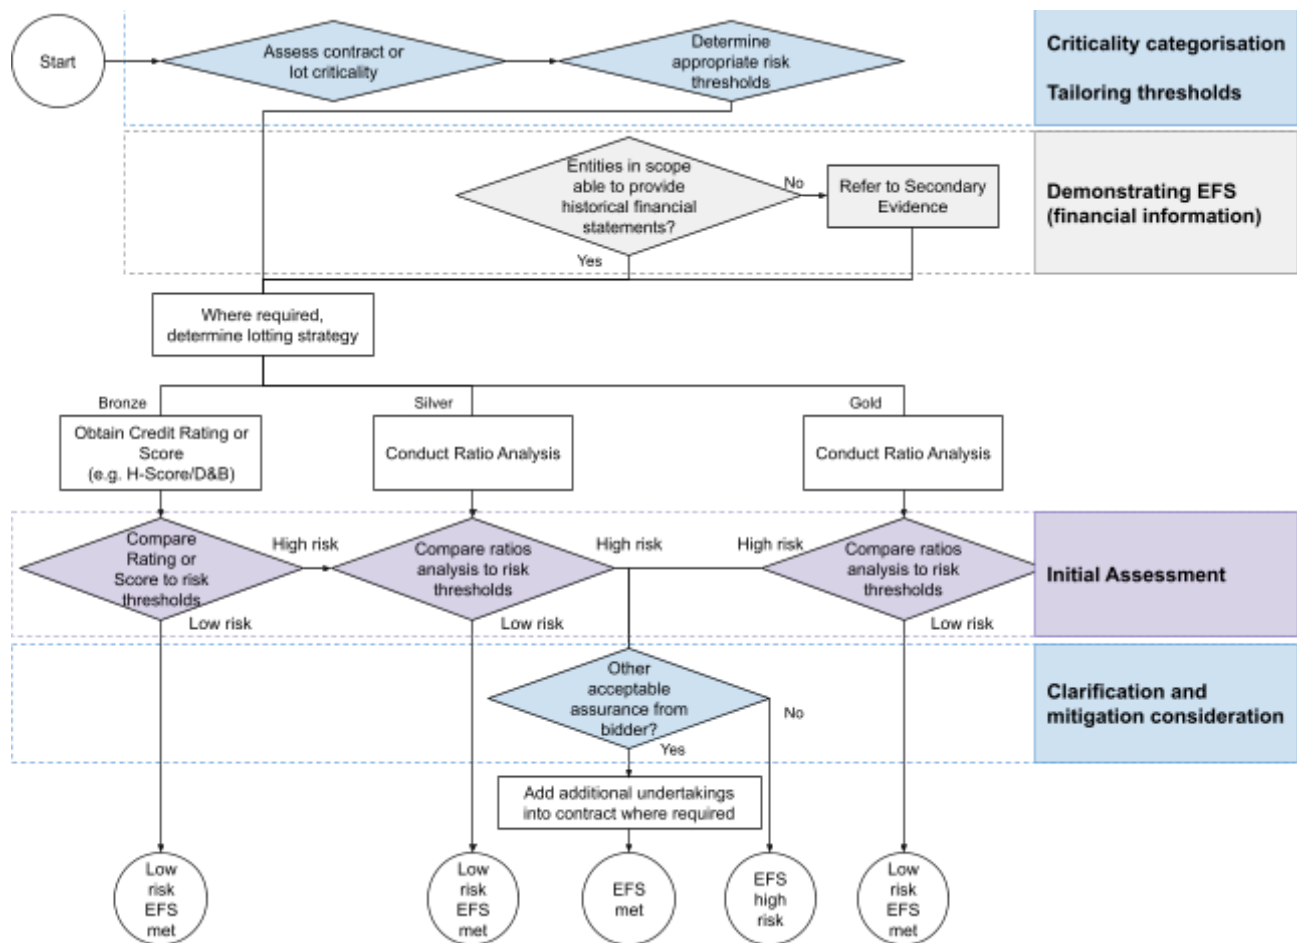 Start
Assess contract or
lot criticality
Determine
appropriate risk
thresholds
Criticality categorisation
Tailoring thresholds
Entities in scope
able to provide
historical financial
statements?
No
Refer to Secondary
Evidence
Yes
Demonstrating EFS
(financial information)
Where required,
determine lotting strategy
Bronze
Silver
Gold
Obtain Credit Rating or
Score
(e.g. H-Score/D&B)
Conduct Ratio Analysis
Conduct Ratio Analysis
Compare
Rating or
Score to risk
thresholds
High risk
Low risk
Compare ratios
analysis to risk
thresholds
High risk
Low risk
High risk
Compare ratios
analysis to risk
thresholds
Low risk
Initial Assessment
Other
acceptable
assurance from
bidder?
No
Yes
Clarification and
mitigation consideration
Add additional undertakings
into contract where required
Low
risk
EFS
met
Low
risk
EFS
met
EFS
met
EFS
high
risk
Low
risk
EFS
met